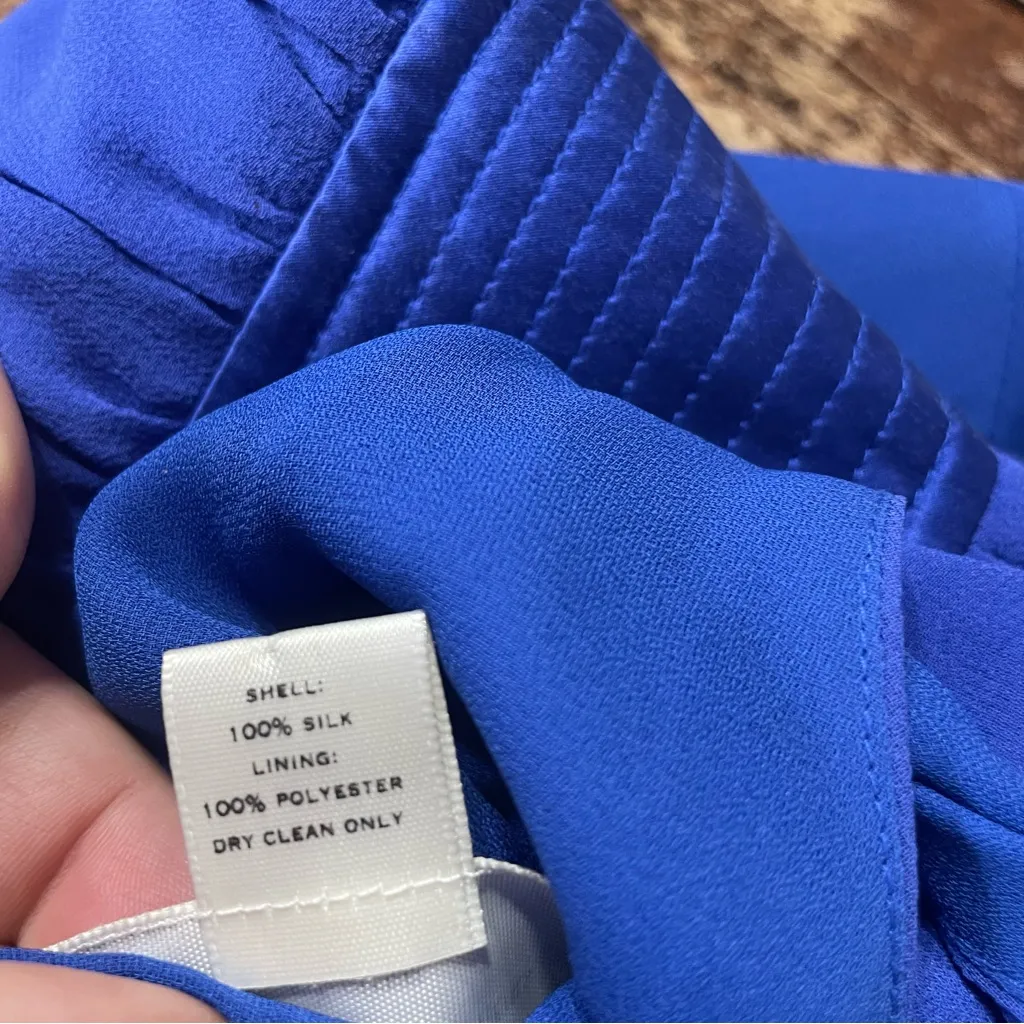 SHELL:
100% SILK
LINING:
100% POLYESTER
DRY CLEAN ONLY